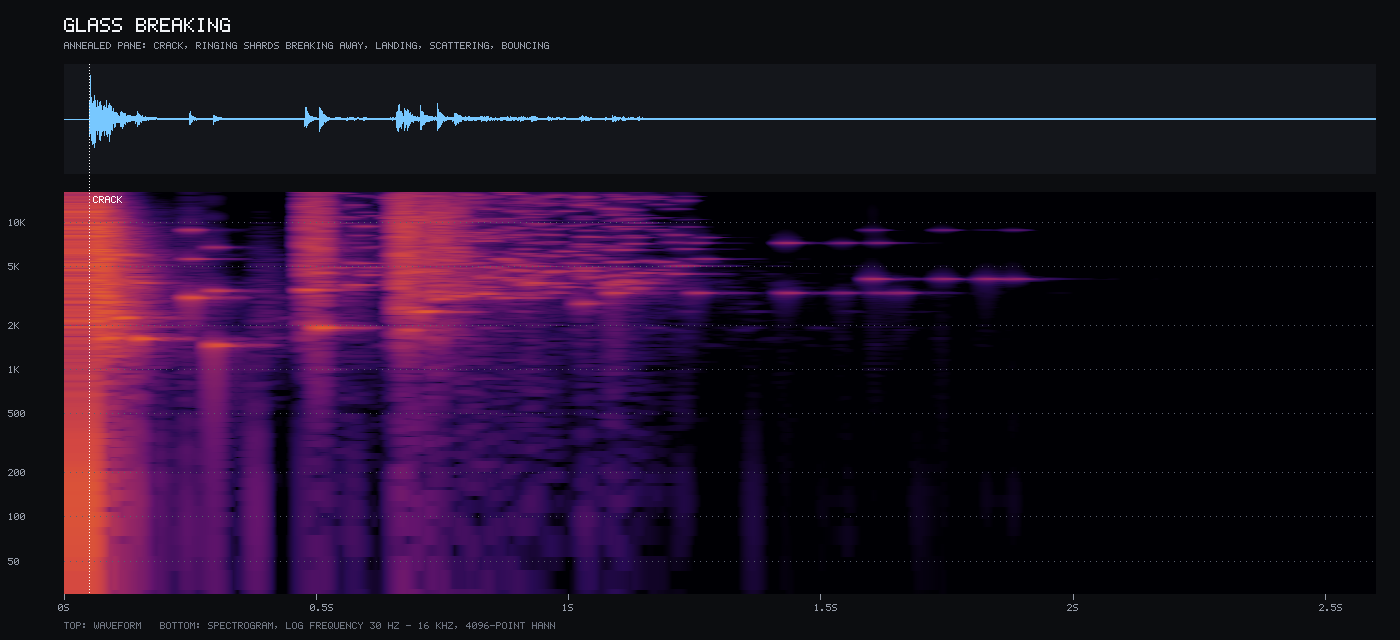 GLASS BREAKING
ANNEALED PANE: CRACK, RINGING SHARDS BREAKING AWAY, LANDING, SCATTERING, BOUNCING
CRACK
10K
5K
2K
1K
500
200
100
50
0S 0.5S 1S 1.5S 2S 2.5S
TOP: WAVEFORM BOTTOM: SPECTROGRAM, LOG FREQUENCY 30 HZ - 16 KHZ, 4096-POINT HANN